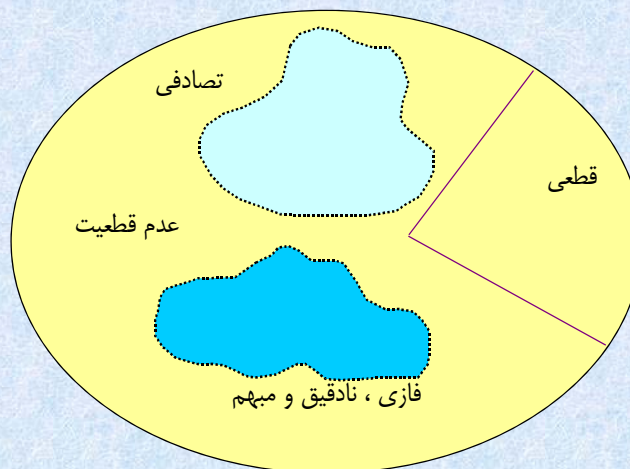 تصادفی
قطعی
عدم قطعیت
فازی ، نادقیق و مبهم